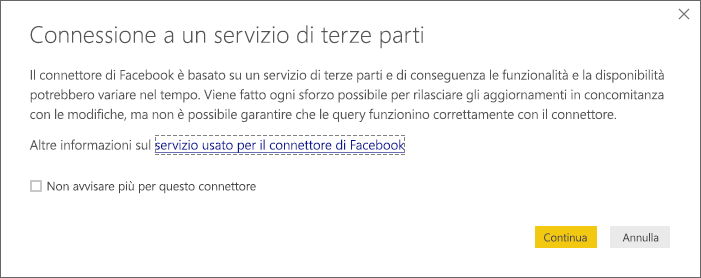 Connessione a un servizio di terze parti
Il connettore di Facebook è basato su un servizio di terze parti e di conseguenza le funzionalità e la disponibilità
potrebbero variare nel tempo. Viene fatto ogni sforzo possibile per rilasciare gli aggiornamenti in concomitanza
con le modifiche, ma non è possibile garantire che le query funzionino correttamente con il connettore.
Altre informazioni sul servizio usato per il connettore di Facebook
Non avvisare più per questo connettore
Continua Annulla